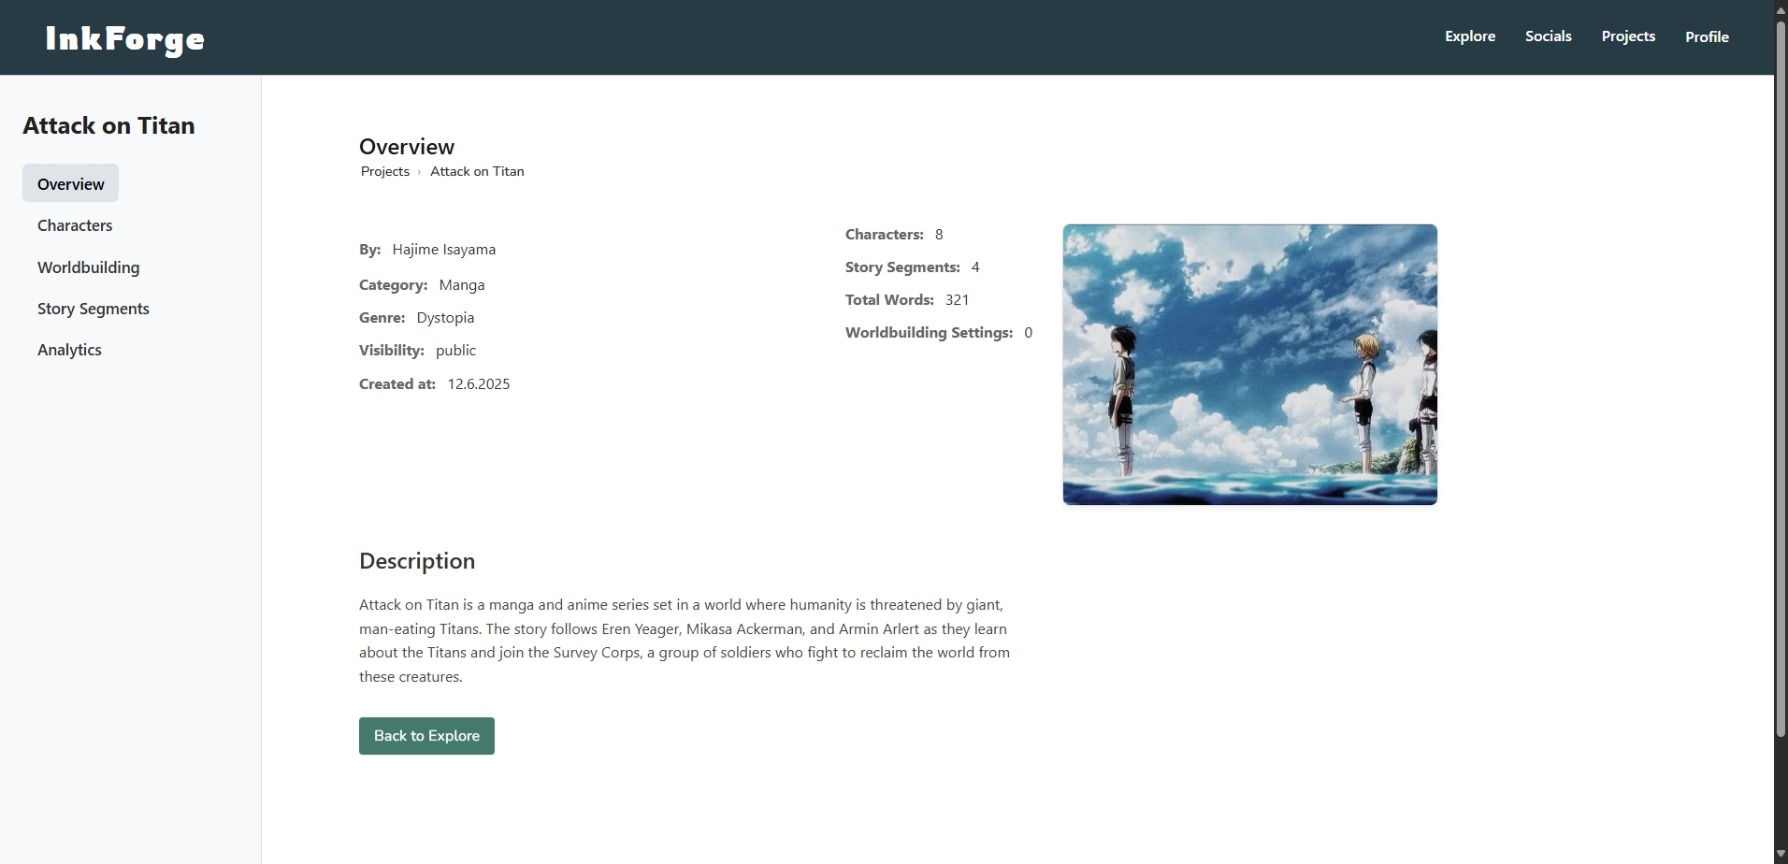 InkForge
Explore Socials Projects Profile
Attack on Titan
Overview
Characters
Worldbuilding
Story Segments
Analytics
Overview
Projects › Attack on Titan
By: Hajime Isayama
Category: Manga
Genre: Dystopia
Visibility: public
Created at: 12.6.2025
Characters: 8
Story Segments: 4
Total Words: 321
Worldbuilding Settings: 0
Description
Attack on Titan is a manga and anime series set in a world where humanity is threatened by giant,
man-eating Titans. The story follows Eren Yeager, Mikasa Ackerman, and Armin Arlert as they learn
about the Titans and join the Survey Corps, a group of soldiers who fight to reclaim the world from
these creatures.
Back to Explore